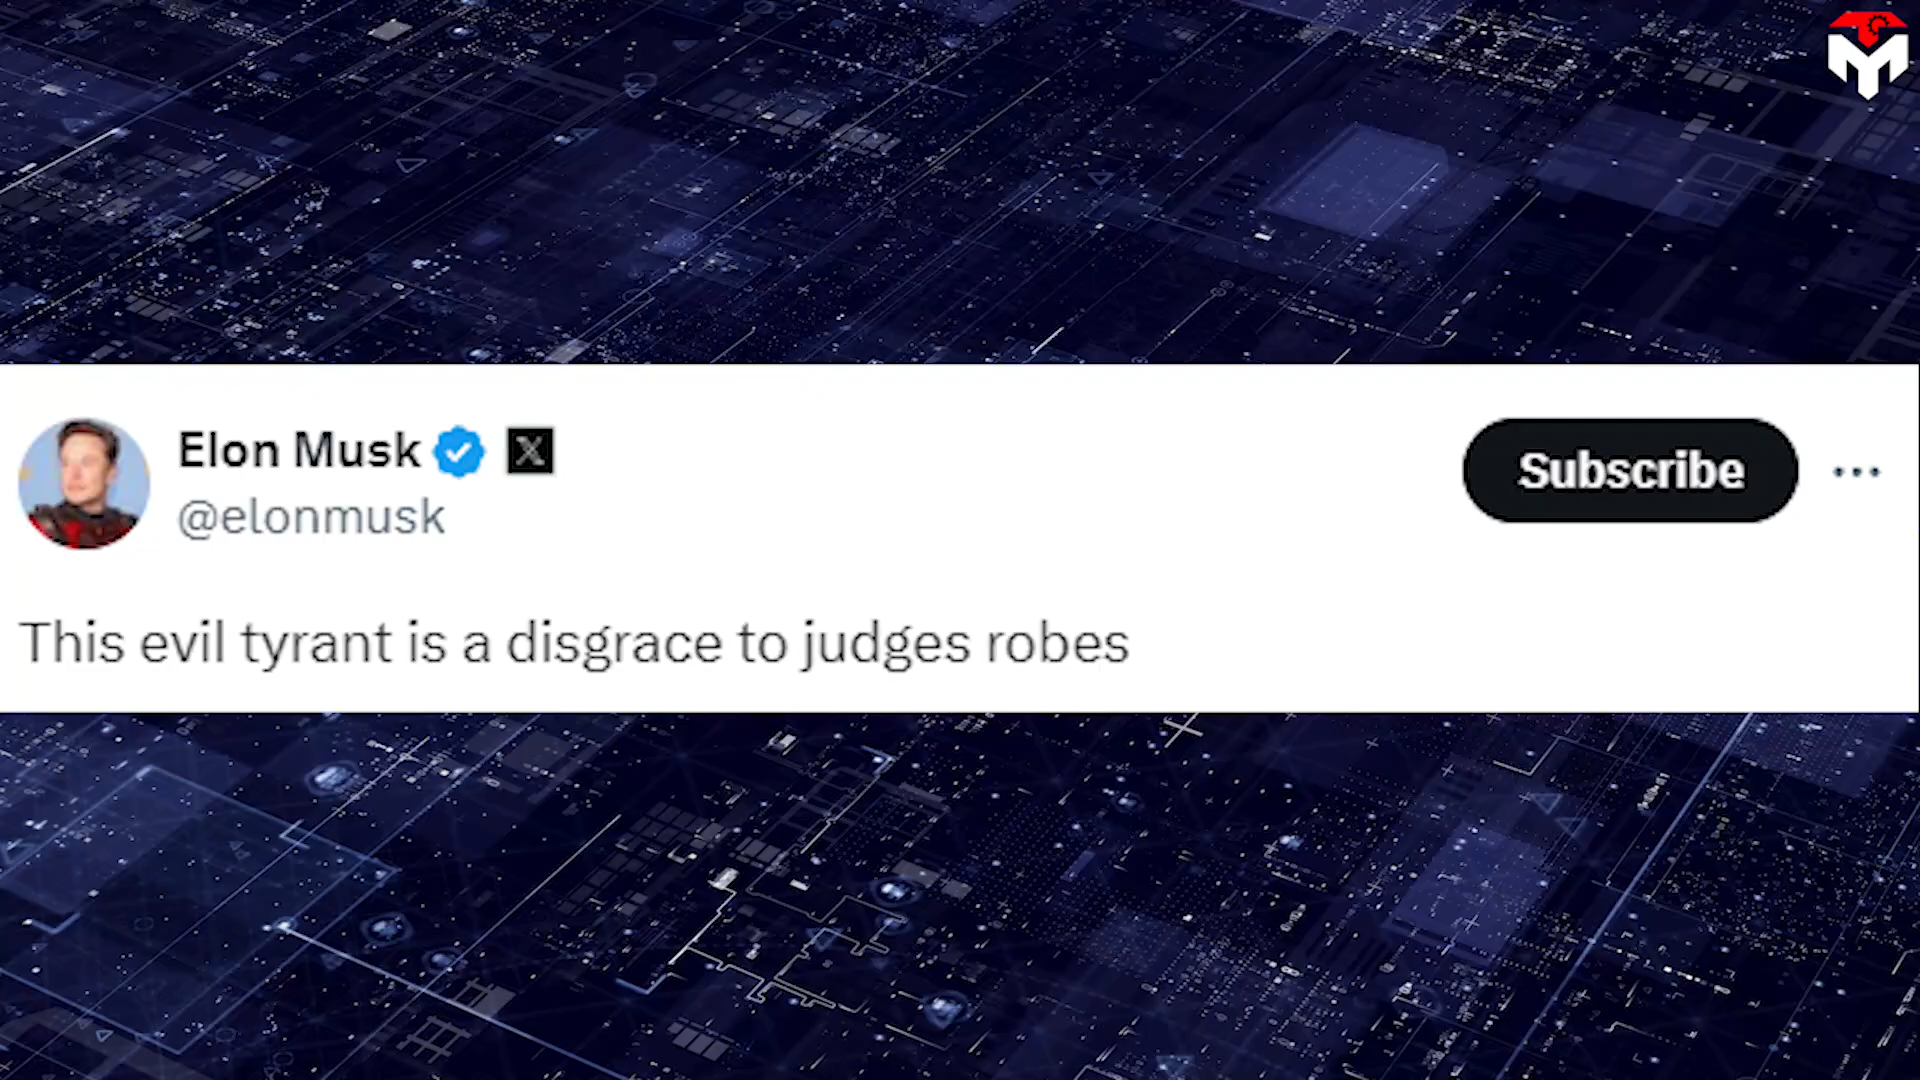 Elon Musk
@elonmusk
Subscribe
This evil tyrant is a disgrace to judges robes